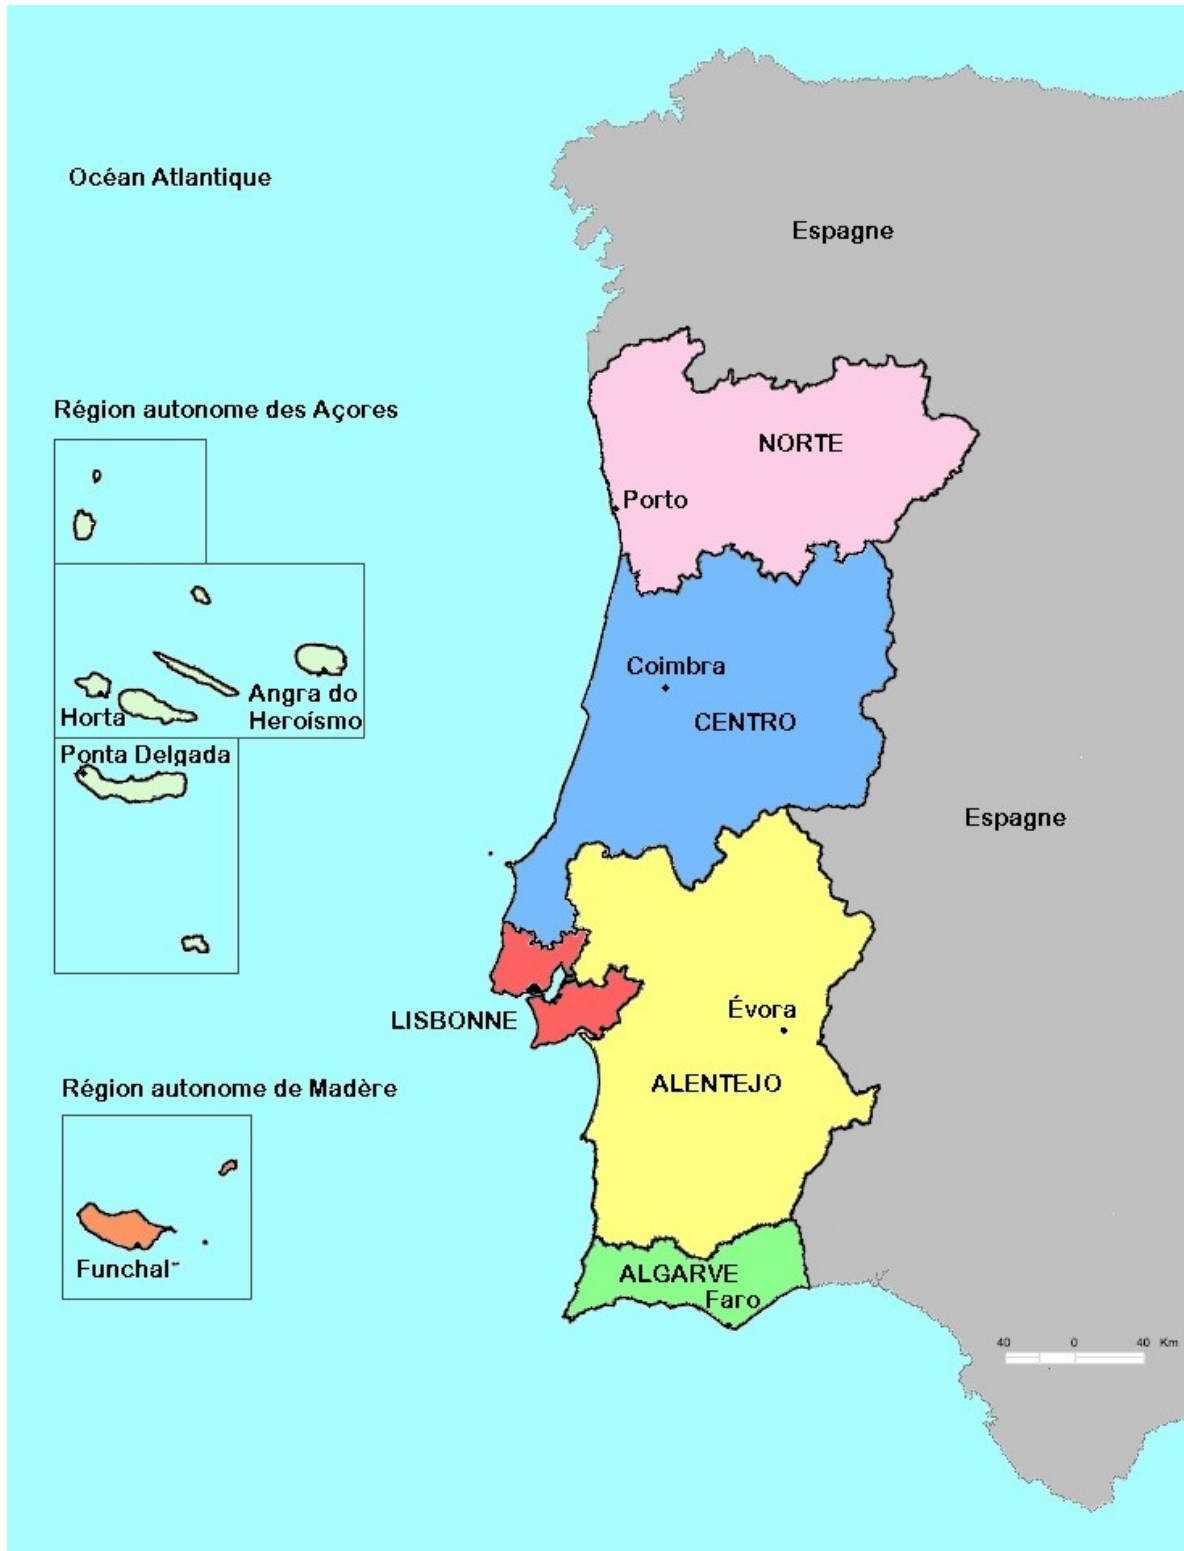 Océan Atlantique
Espagne
Région autonome des Açores
NORTE
Porto
Coimbra
Angra do
Heroísmo
Horta
CENTRO
Ponta Delgada
Espagne
Évora
LISBONNE
ALENTEJO
Région autonome de Madère
Funchal
ALGARVE
Faro
40 0 40 Km